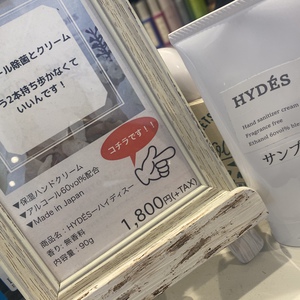 ール除菌とクリーム
ラ2本持ち歩かなくて
いいんです！
コチラです!!
▼保湿ハンドクリーム
▼アルコール60vol%配合
▼Made in Japan
商品名：HYDÉS－ハイディス－
香り：無香料
内容量：90g
1,800円(+TAX)
HYDÉS
Hand sanitizer cream
Fragrance free
Ethanol 60vol%
サンプ